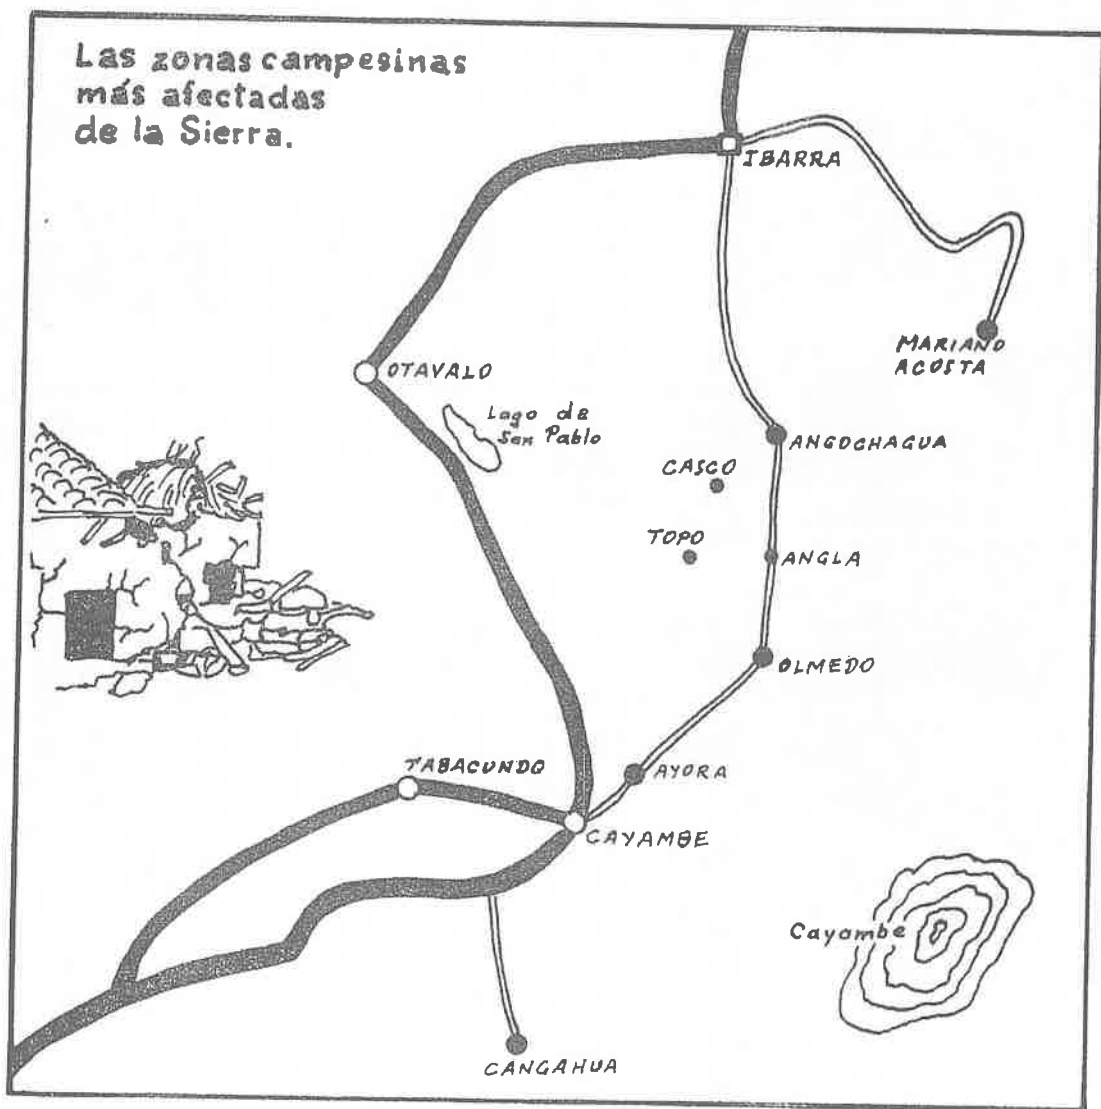 Las zonas campesinas
más afectadas
de la Sierra.
IBARRA
MARIANO
ACOSTA
OTAVALO
Lago de
San Pablo
ANGOCHAGUA
CASCO
TOPO
ANGLA
OLMEDO
TABACUNDO
AYORA
CAYAMBE
Cayambe
CANGAHUA